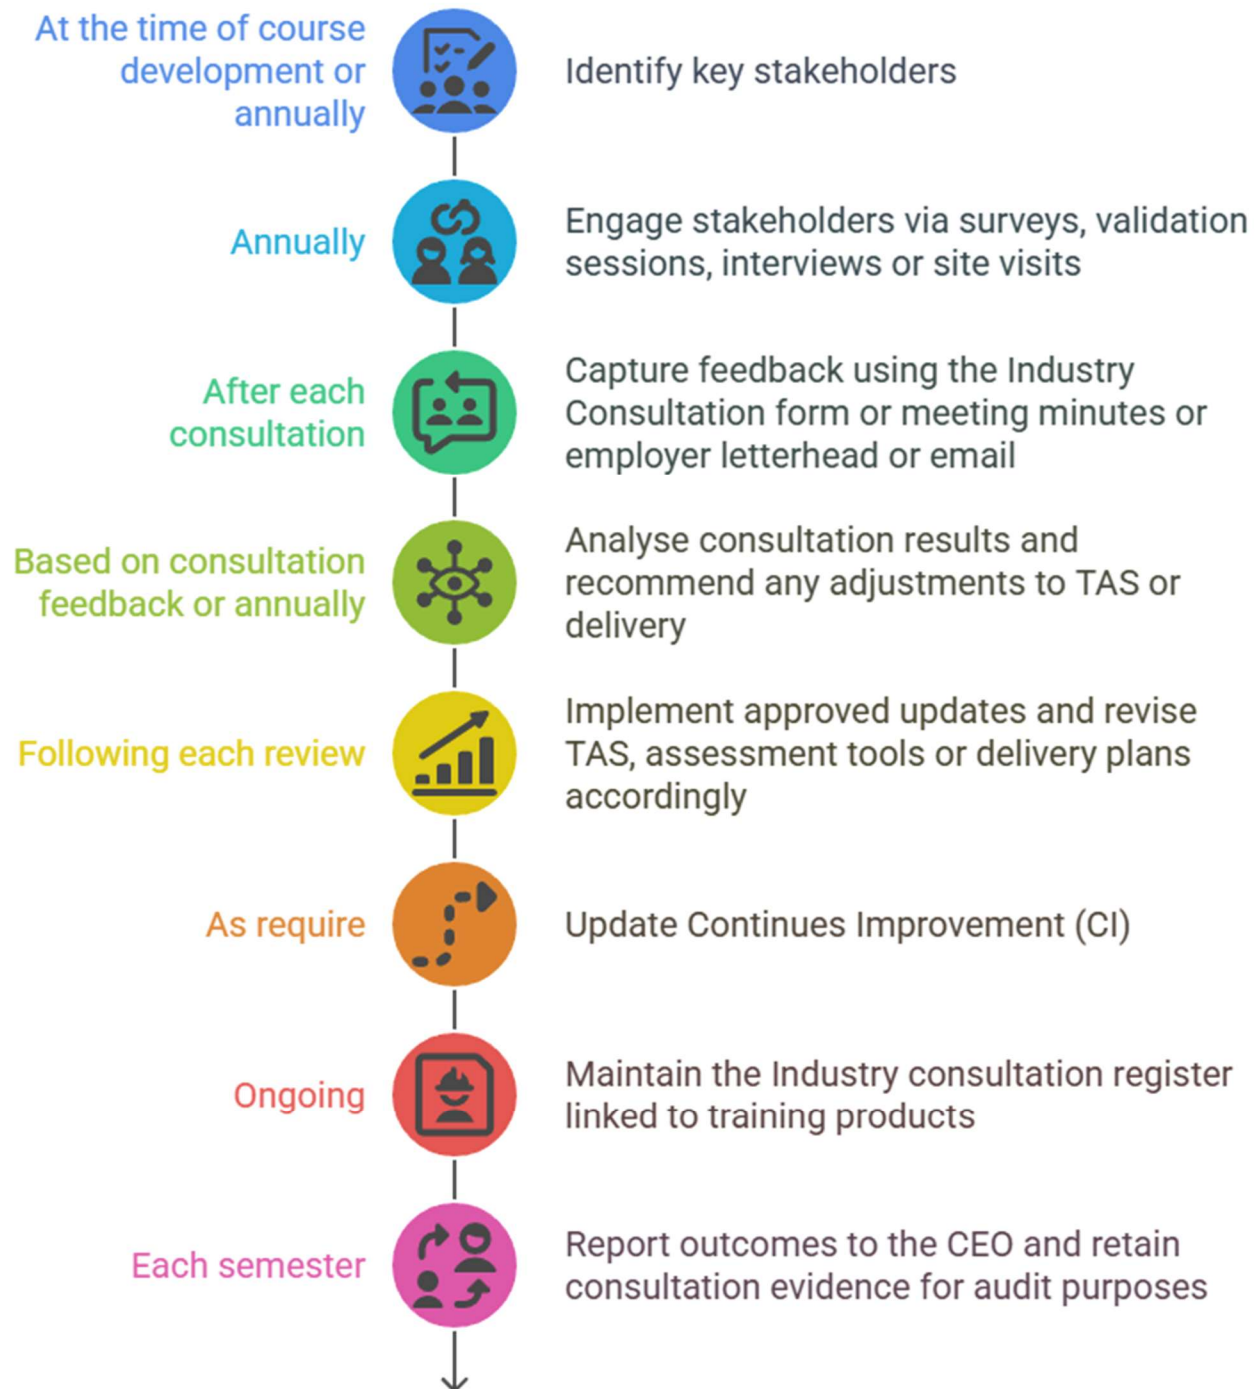 At the time of course
development or
annually
Identify key stakeholders
Annually
Engage stakeholders via surveys, validation
sessions, interviews or site visits
After each
consultation
Capture feedback using the Industry
Consultation form or meeting minutes or
employer letterhead or email
Based on consultation
feedback or annually
Analyse consultation results and
recommend any adjustments to TAS or
delivery
Following each review
Implement approved updates and revise
TAS, assessment tools or delivery plans
accordingly
As require
Update Continues Improvement (CI)
Ongoing
Maintain the Industry consultation register
linked to training products
Each semester
Report outcomes to the CEO and retain
consultation evidence for audit purposes